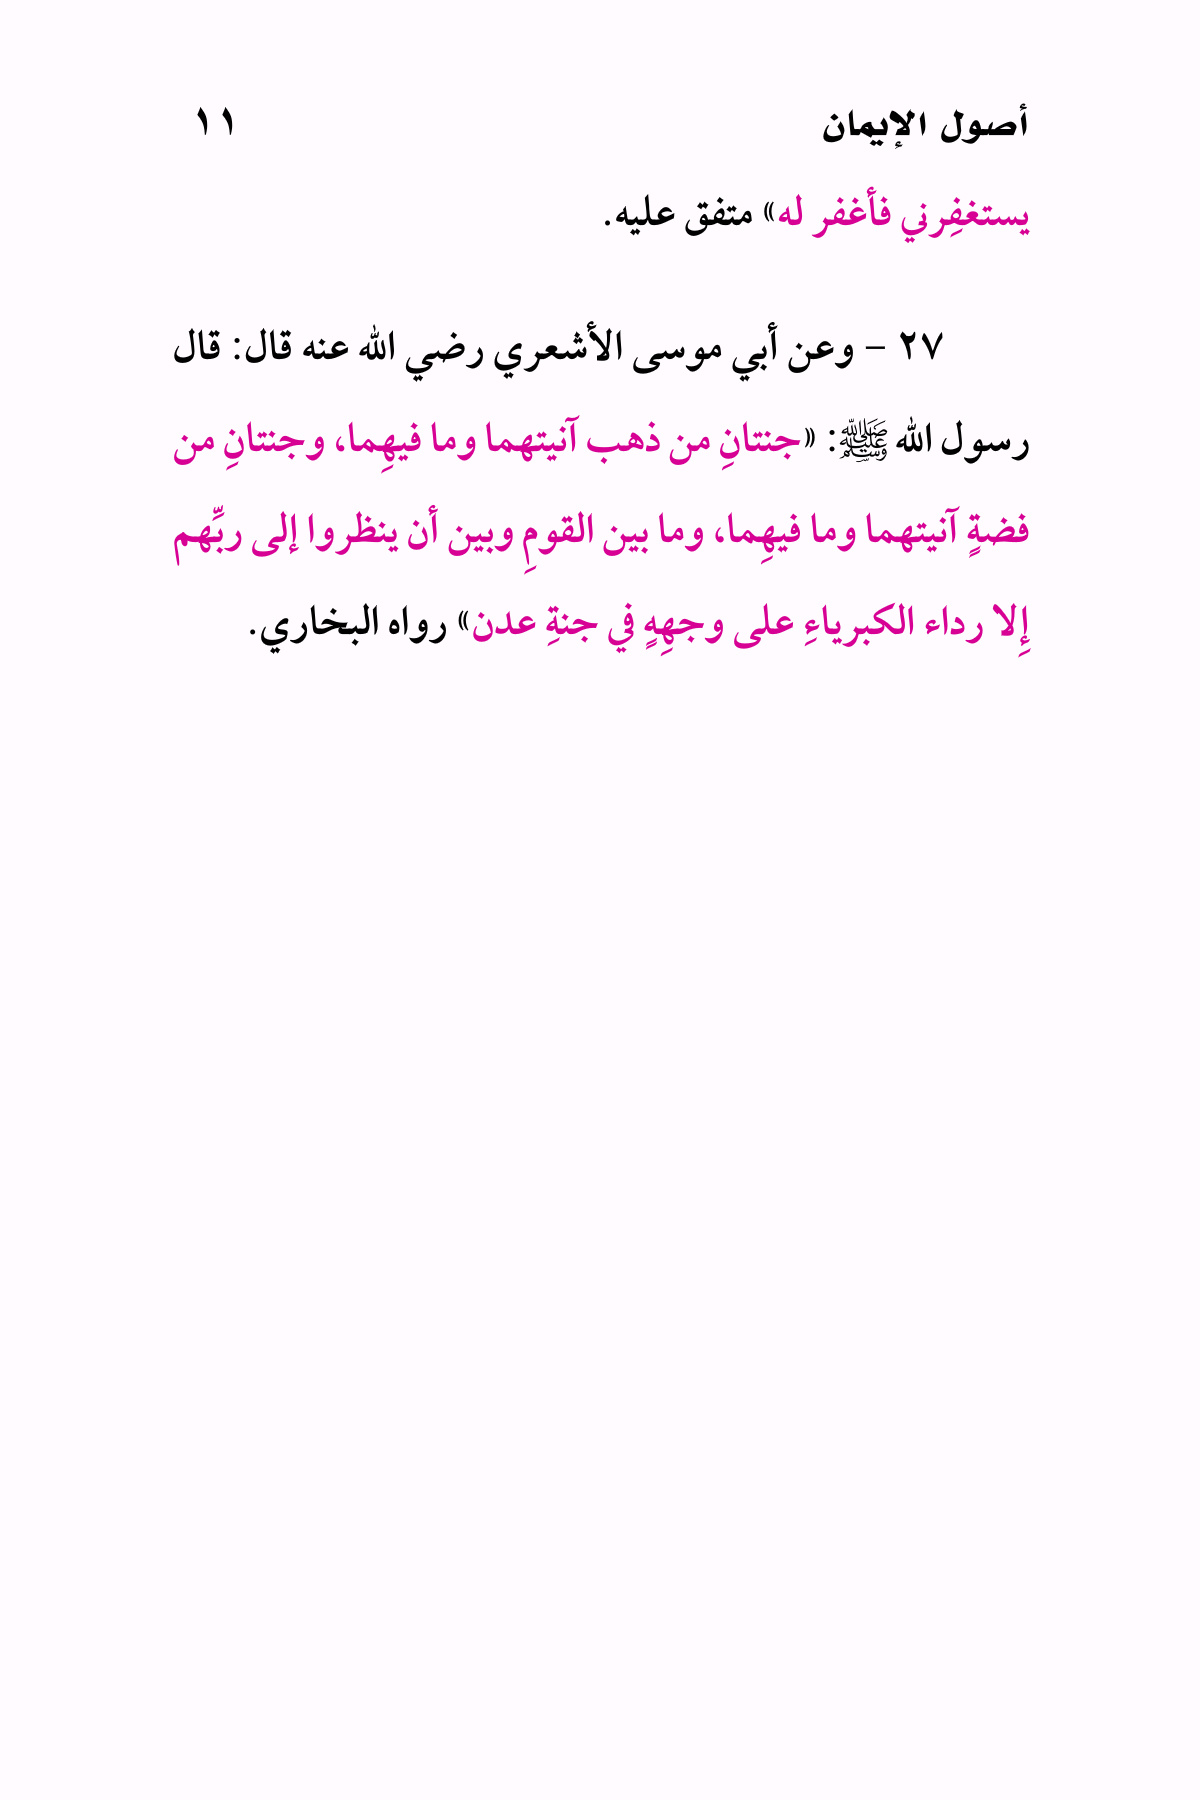 أصول الإيمان ١١
يستغفِرني فأغفر له» متفق عليه.
٢٧ – وعن أبي موسى الأشعري رضي الله عنه قال: قال
رسول الله ﷺ: «جنتانِ من ذهب آنيتهما وما فيهِما، وجنتانِ من
فضةٍ آنيتهما وما فيهِما، وما بين القومِ وبين أن ينظروا إلى ربِّهم
إِلا رداء الكبرياءِ على وجهِهٍ في جنةِ عدن» رواه البخاري.